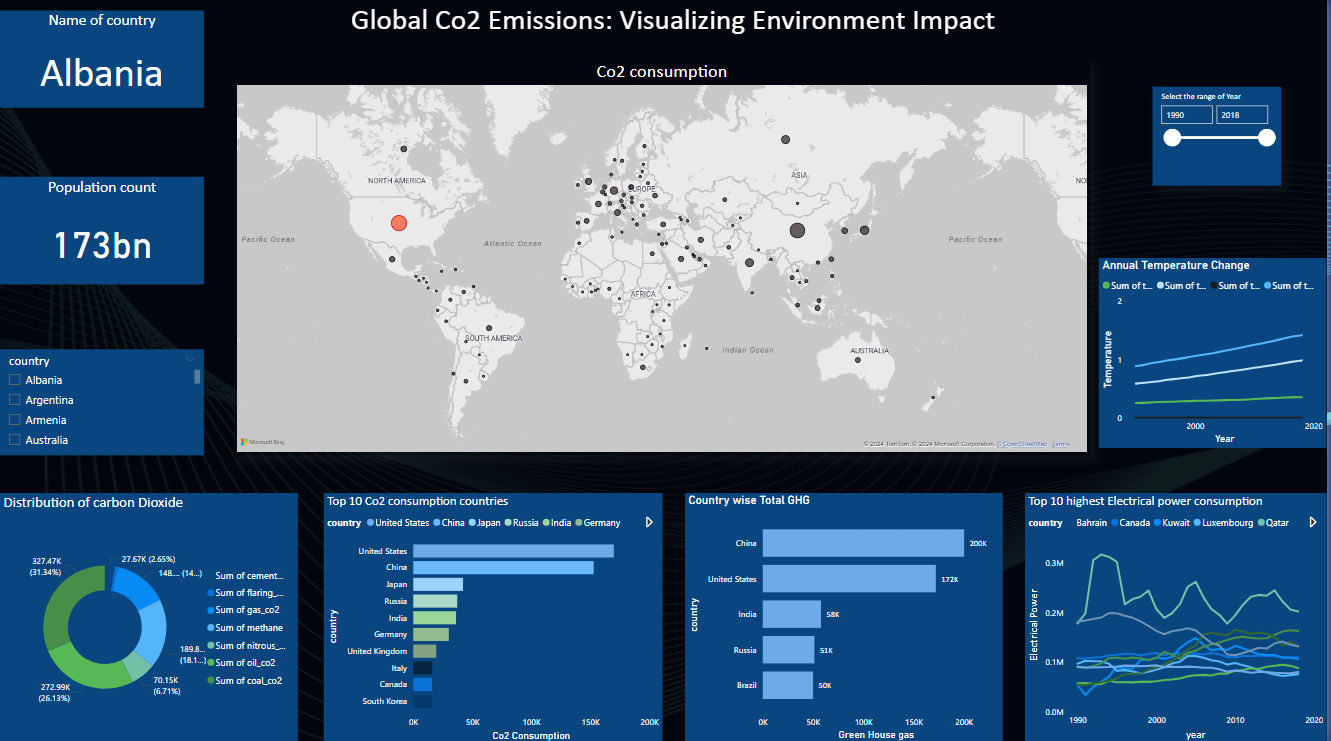 Name of country
Albania
Global Co2 Emissions: Visualizing Environment Impact
Population count
173bn
country
Albania
Argentina
Armenia
Australia
Co2 consumption
NORTH AMERICA
EUROPE
ASIA
NO
Pacific Ocean
Atlantic Ocean
Pacific Ocean
AFRICA
SOUTH AMERICA
Indian Ocean
AUSTRALIA
Microsoft Bing
© 2024 TomTom, © 2024 Microsoft Corporation, © OpenStreetMap Terms
Select the range of Year
1990
2018
Annual Temperature Change
Sum of t... Sum of t... Sum of t... Sum of t...
2
1
0
Temperature
2000 2020
Year
Distribution of carbon Dioxide
27.67K (2.65%)
148.... (14...)
189.8...
(18.1...)
70.15K
(6.71%)
272.99K
(26.13%)
327.47K
(31.34%)
Sum of cement...
Sum of flaring_...
Sum of gas_co2
Sum of methane
Sum of nitrous_...
Sum of oil_co2
Sum of coal_co2
Top 10 Co2 consumption countries
country United States China Japan Russia India Germany
United States
China
Japan
Russia
India
Germany
United Kingdom
Italy
Canada
South Korea
country
0K 50K 100K 150K 200K
Co2 Consumption
Country wise Total GHG
China 200K
United States 172K
India 58K
Russia 51K
Brazil 50K
country
0K 50K 100K 150K 200K
Green House gas
Top 10 highest Electrical power consumption
country Bahrain Canada Kuwait Luxembourg Qatar
0.3M
0.2M
0.1M
0.0M
Electrical Power
1990 2000 2010 2020
year